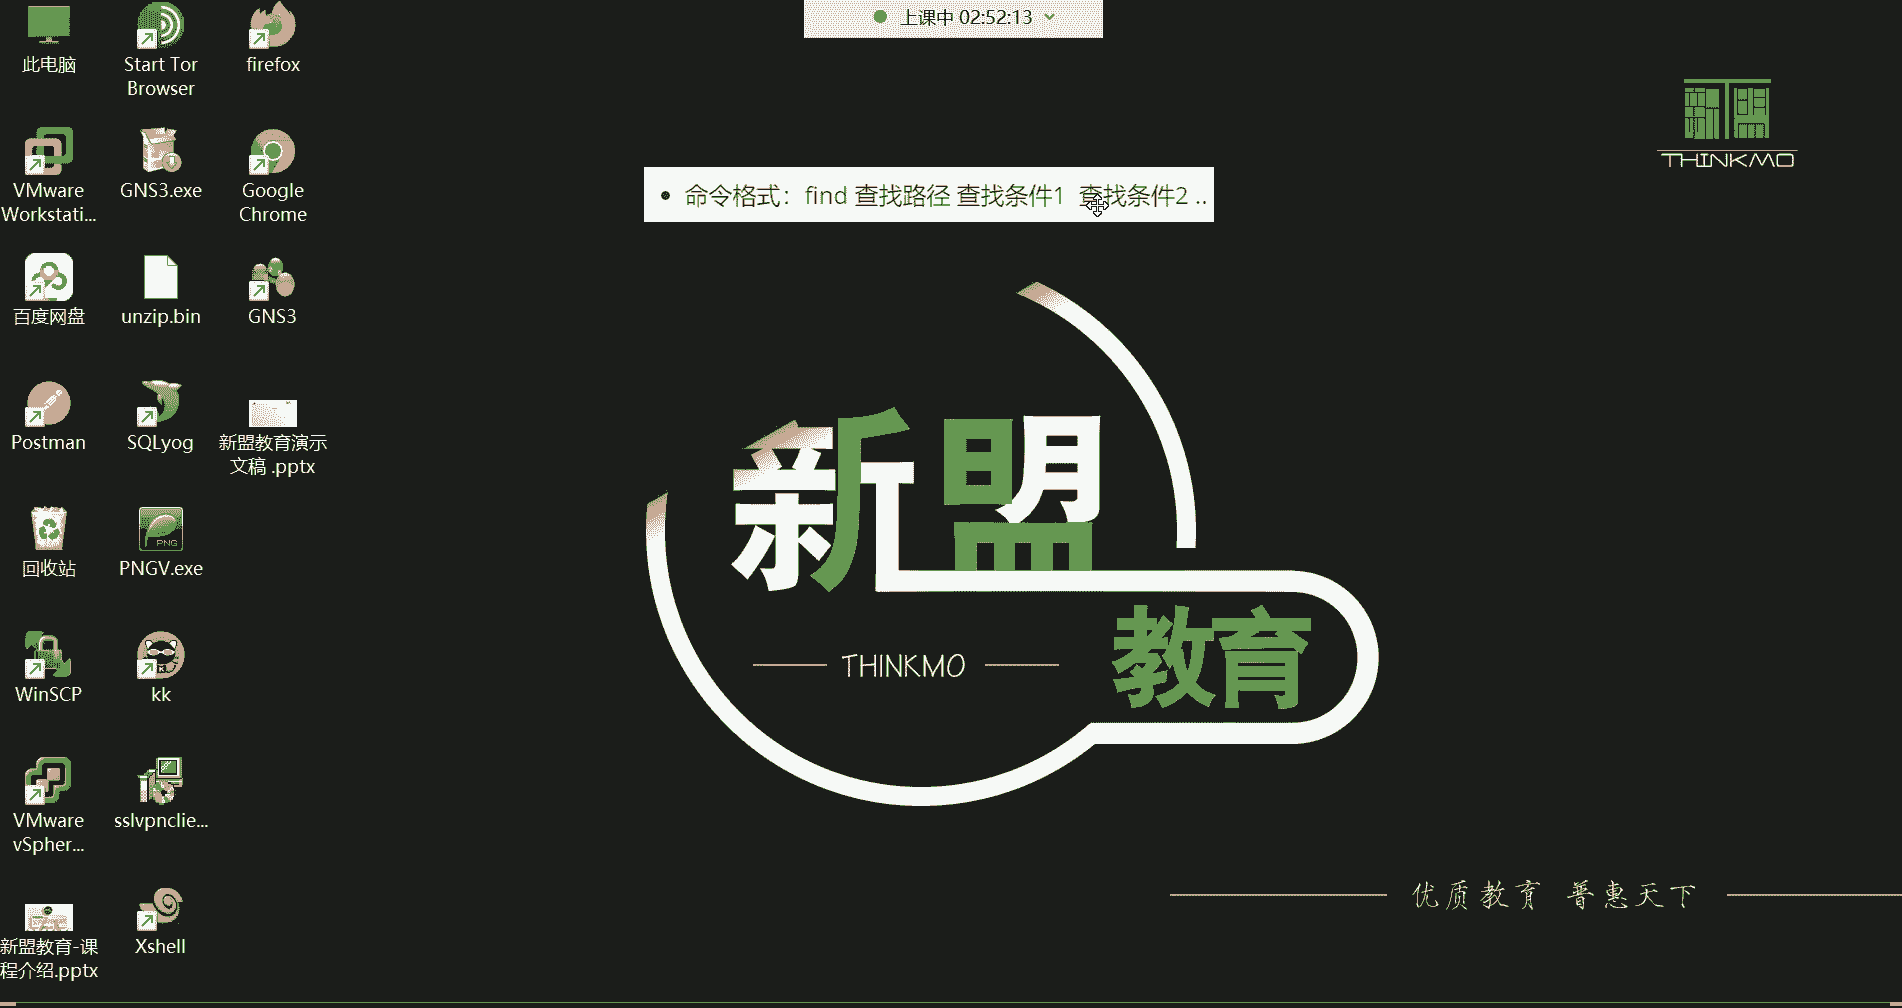 上课中 02:52:13
此电脑
Start Tor
Browser
firefox
THINKMO
VMware
Workstati...
GNS3.exe
Google
Chrome
命令格式：find 查找路径 查找条件1 查找条件2 ..
百度网盘
unzip.bin
GNS3
Postman
SQLyog
新盟教育演示
文稿 .pptx
新盟
回收站
PNG
PNGV.exe
教育
THINKMO
WinSCP
kk
VMware
vSpher...
sslvpnclie...
优质教育 普惠天下
新盟教育-课
程介绍.pptx
Xshell